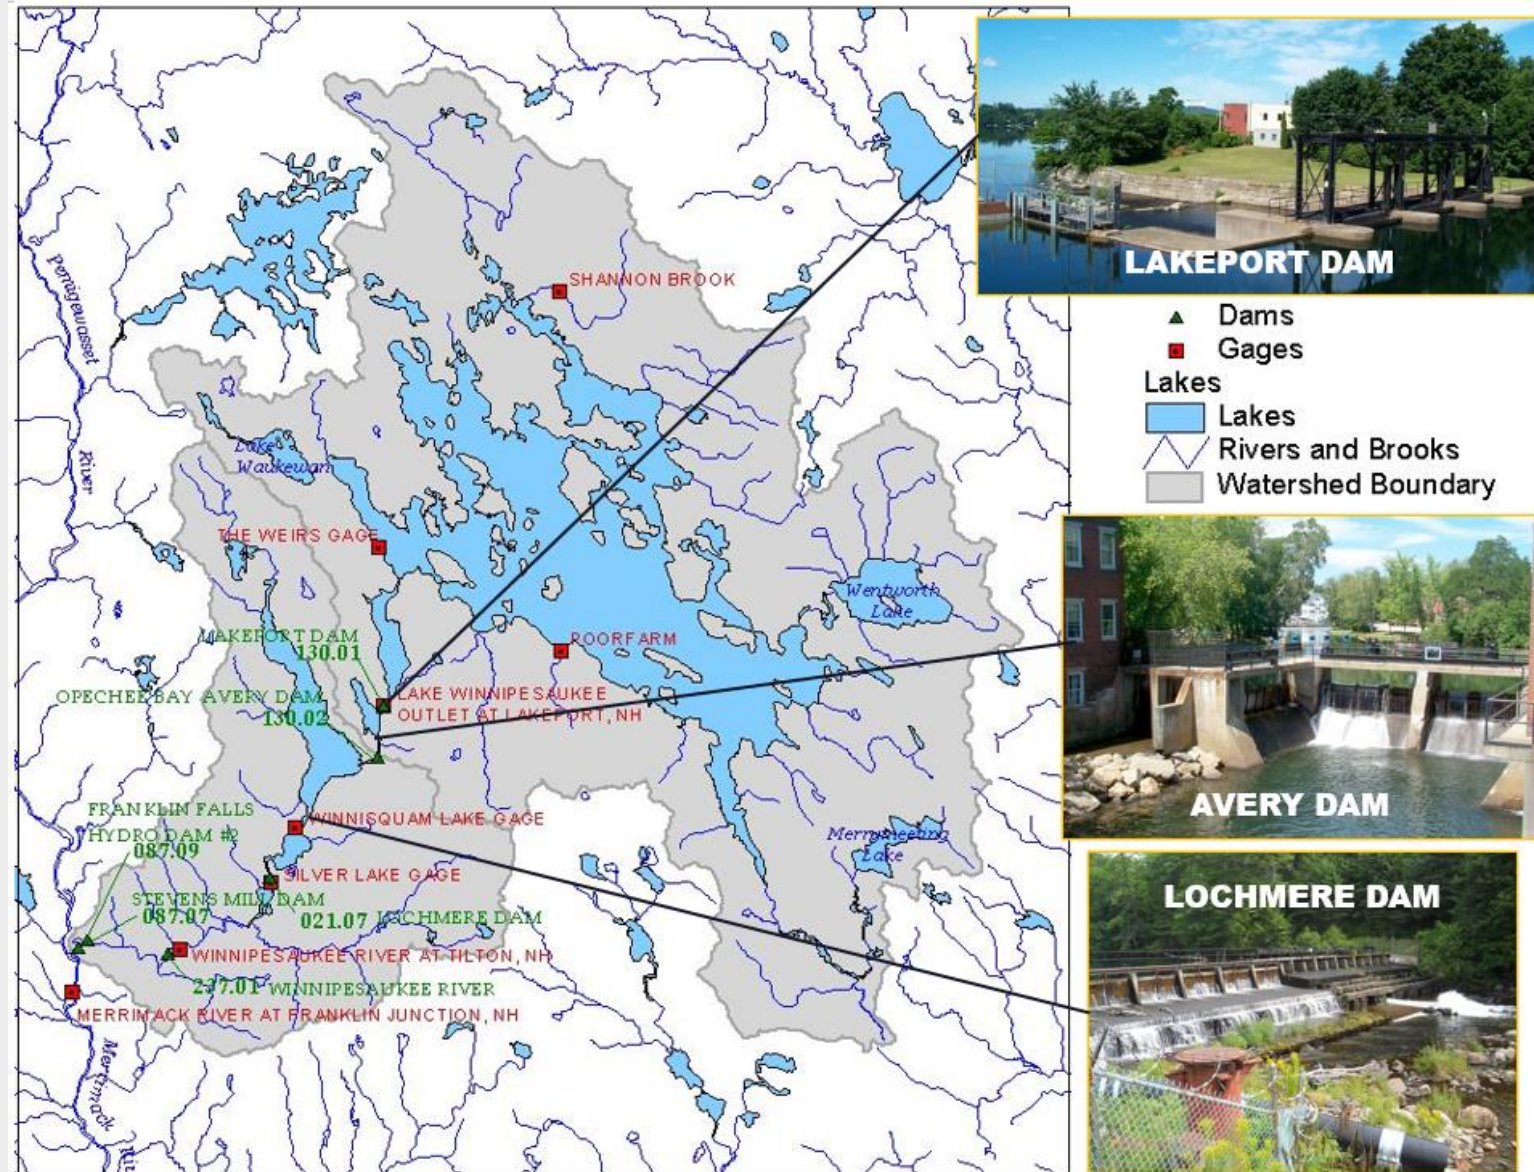 LAKEPORT DAM
Dams
Gages
Lakes
Lakes
Rivers and Brooks
Watershed Boundary
AVERY DAM
LOCHMERE DAM
Pemigewasset
River
SHANNON BROOK
Lake
Waukewan
THE WEIRS GAGE
Wentworth
Lake
LAKEPORT DAM
130.01
POORFARM
OPECHEE BAY AVERY DAM
130.02
LAKE WINNIPESAUKEE
OUTLET AT LAKEPORT, NH
FRANKLIN FALLS
HYDRO DAM #2
087.09
WINNISQUAM LAKE GAGE
Merrymeeting
Lake
SILVER LAKE GAGE
STEVENS MILL DAM
087.07
021.07 LOCHMERE DAM
WINNIPESAUKEE RIVER AT TILTON, NH
237.01 WINNIPESAUKEE RIVER
MERRIMACK RIVER AT FRANKLIN JUNCTION, NH
Merrimack